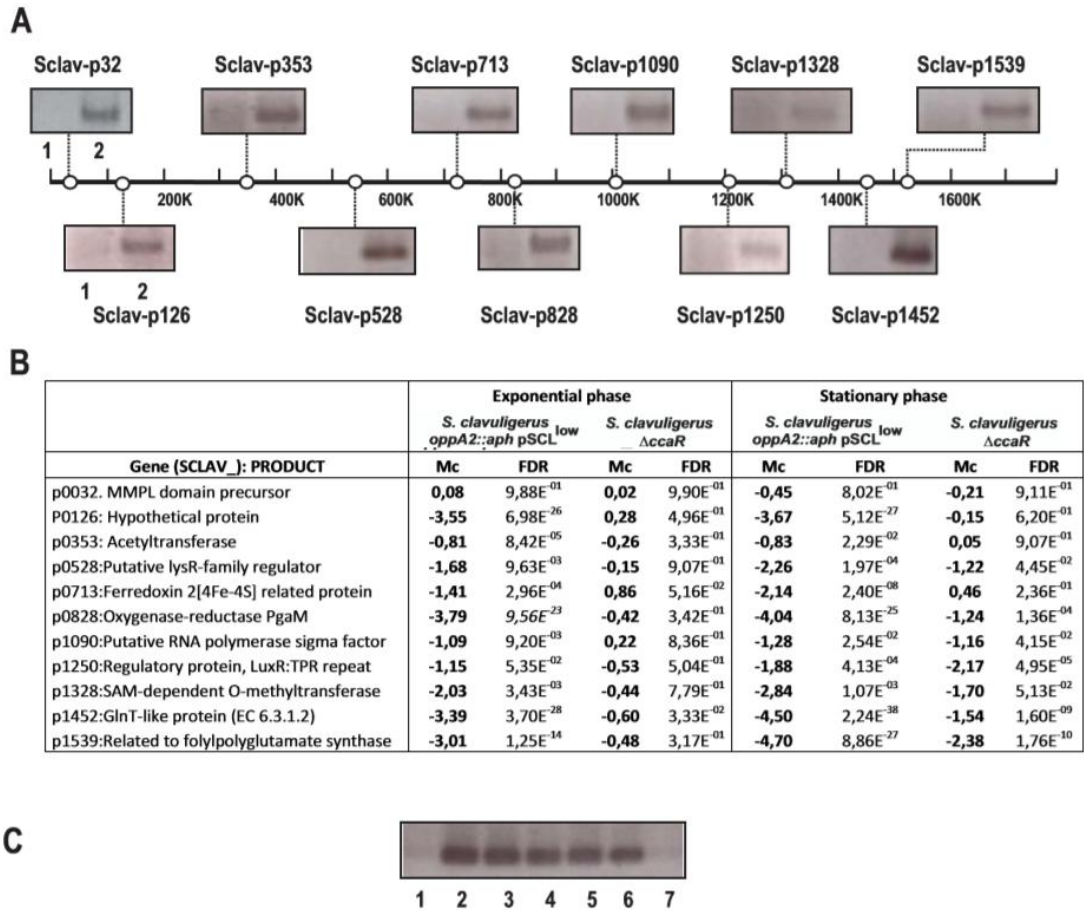 A
Sclav-p32 Sclav-p353 Sclav-p713 Sclav-p1090 Sclav-p1328 Sclav-p1539
1 2
200K 400K 600K 800K 1000K 1200K 1400K 1600K
1 2
Sclav-p126 Sclav-p528 Sclav-p828 Sclav-p1250 Sclav-p1452
B
Exponential phase Stationary phase
S. clavuligerus oppA2::aph pSCL^low S. clavuligerus ΔccaR S. clavuligerus oppA2::aph pSCL^low S. clavuligerus ΔccaR
Gene (SCLAV_): PRODUCT Mc FDR Mc FDR Mc FDR Mc FDR
p0032. MMPL domain precursor 0,08 9,88E^-01 0,02 9,90E^-01 -0,45 8,02E^-01 -0,21 9,11E^-01
P0126: Hypothetical protein -3,55 6,98E^-26 0,28 4,96E^-01 -3,67 5,12E^-27 -0,15 6,20E^-01
p0353: Acetyltransferase -0,81 8,42E^-05 -0,26 3,33E^-01 -0,83 2,29E^-02 0,05 9,07E^-01
p0528:Putative lysR-family regulator -1,68 9,63E^-03 -0,15 9,07E^-01 -2,26 1,97E^-04 -1,22 4,45E^-02
p0713:Ferredoxin 2[4Fe-4S] related protein -1,41 2,96E^-04 0,86 5,16E^-02 -2,14 2,40E^-08 0,46 2,36E^-01
p0828:Oxygenase-reductase PgaM -3,79 9,56E^-23 -0,42 3,42E^-01 -4,04 8,13E^-25 -1,24 1,36E^-04
p1090:Putative RNA polymerase sigma factor -1,09 9,20E^-03 0,22 8,36E^-01 -1,28 2,54E^-02 -1,16 4,15E^-02
p1250:Regulatory protein, LuxR:TPR repeat -1,15 5,35E^-02 -0,53 5,04E^-01 -1,88 4,13E^-04 -2,17 4,95E^-05
p1328:SAM-dependent O-methyltransferase -2,03 3,43E^-03 -0,44 7,79E^-01 -2,84 1,07E^-03 -1,70 5,13E^-02
p1452:GlnT-like protein (EC 6.3.1.2) -3,39 3,70E^-28 -0,60 3,33E^-02 -4,50 2,24E^-38 -1,54 1,60E^-09
p1539:Related to folylpolyglutamate synthase -3,01 1,25E^-14 -0,48 3,17E^-01 -4,70 8,86E^-27 -2,38 1,76E^-10
C
1 2 3 4 5 6 7